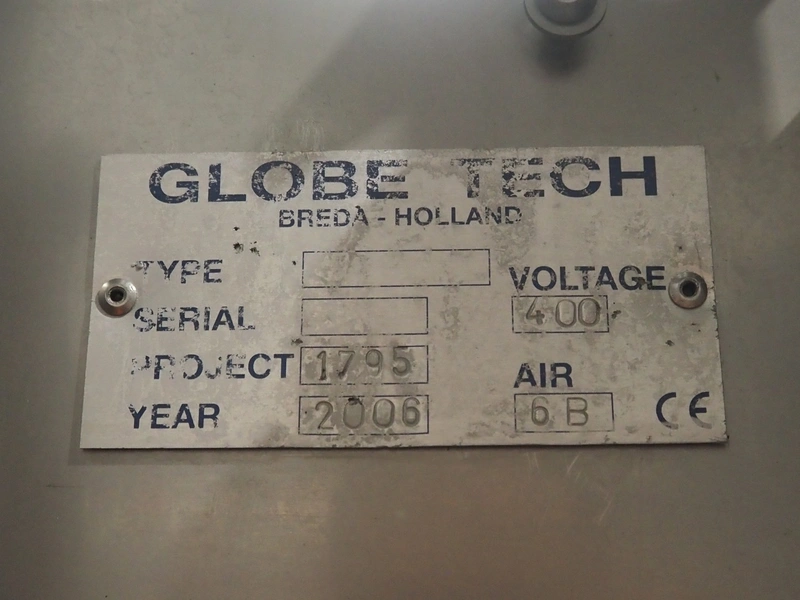 GLOBE TECH
BREDA - HOLLAND
TYPE
VOLTAGE
SERIAL
400
PROJECT 1795
AIR
YEAR 2006
6 B
CE